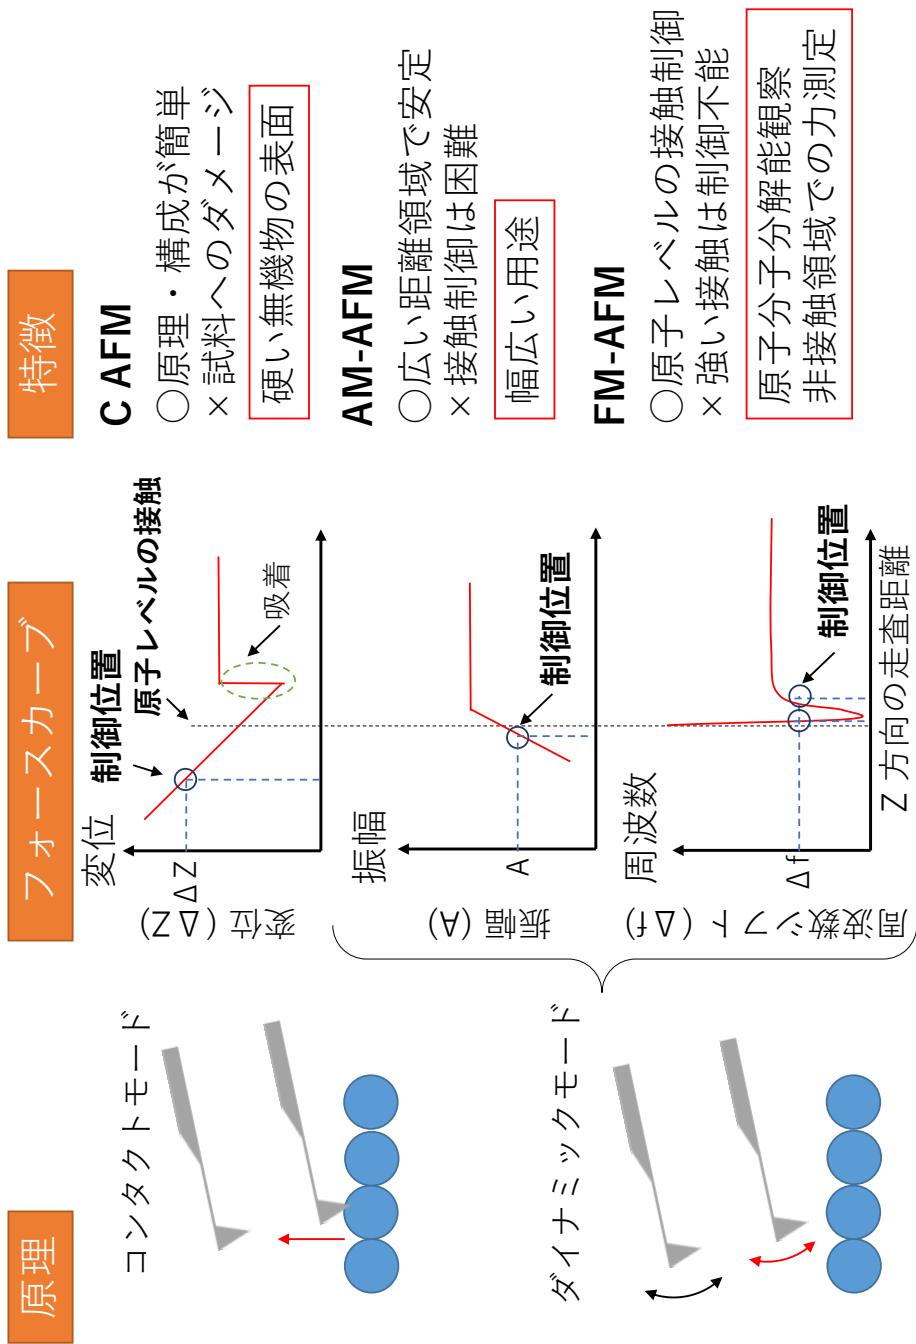 原理
フォースカーブ
特徴
コンタクトモード
変位 (ΔZ)
変位
ΔZ
制御位置
原子レベルの接触
吸着
C AFM
○原理・構成が簡単
× 試料へのダメージ
硬い無機物の表面
ダイナミックモード
振幅 (A)
振幅
A
制御位置
AM-AFM
○広い距離領域で安定
× 接触制御は困難
幅広い用途
周波数シフト (Δf)
周波数
Δf
制御位置
Z 方向の走査距離
FM-AFM
○原子レベルの接触制御
× 強い接触は制御不能
原子分子分解能観察
非接触領域での力測定